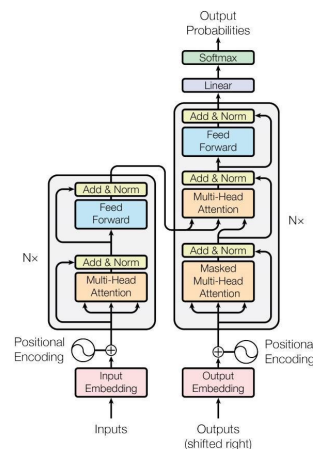 Output
Probabilities
Softmax
Linear
Add & Norm
Feed
Forward
Add & Norm
Multi-Head
Attention
Add & Norm
Masked
Multi-Head
Attention
N×
Add & Norm
Feed
Forward
Add & Norm
Multi-Head
Attention
N×
Positional
Encoding
Positional
Encoding
Input
Embedding
Output
Embedding
Inputs
Outputs
(shifted right)